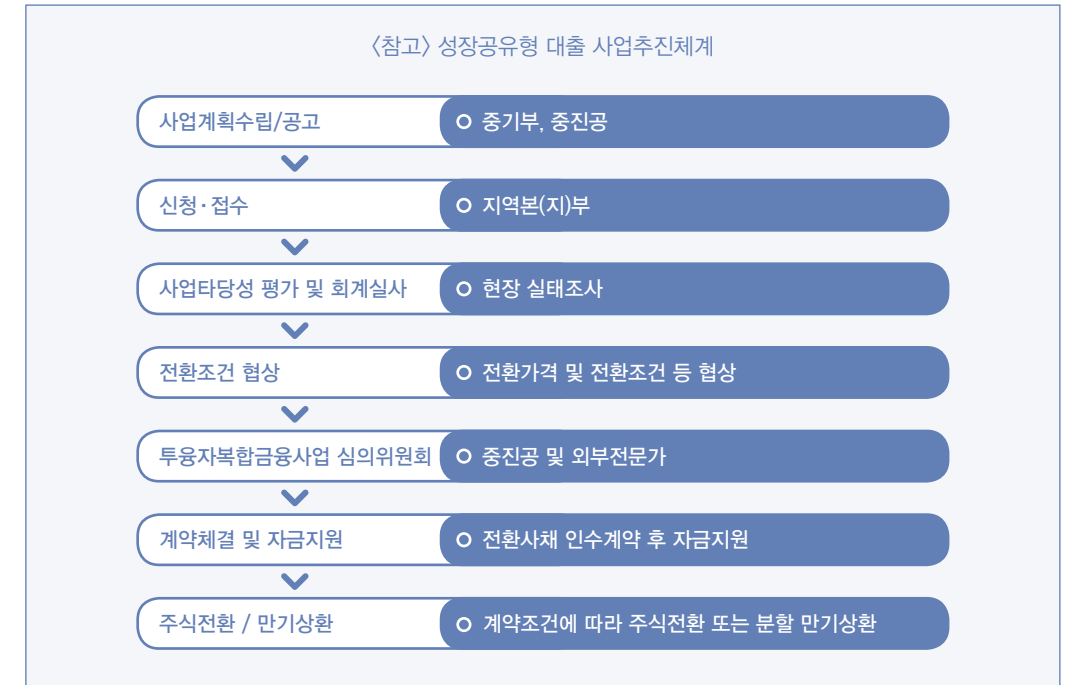 〈참고〉 성장공유형 대출 사업추진체계
사업계획수립/공고 ㅇ 중기부, 중진공
신청·접수 ㅇ 지역본(지)부
사업타당성 평가 및 회계실사 ㅇ 현장 실태조사
전환조건 협상 ㅇ 전환가격 및 전환조건 등 협상
투융자복합금융사업 심의위원회 ㅇ 중진공 및 외부전문가
계약체결 및 자금지원 ㅇ 전환사채 인수계약 후 자금지원
주식전환 / 만기상환 ㅇ 계약조건에 따라 주식전환 또는 분할 만기상환